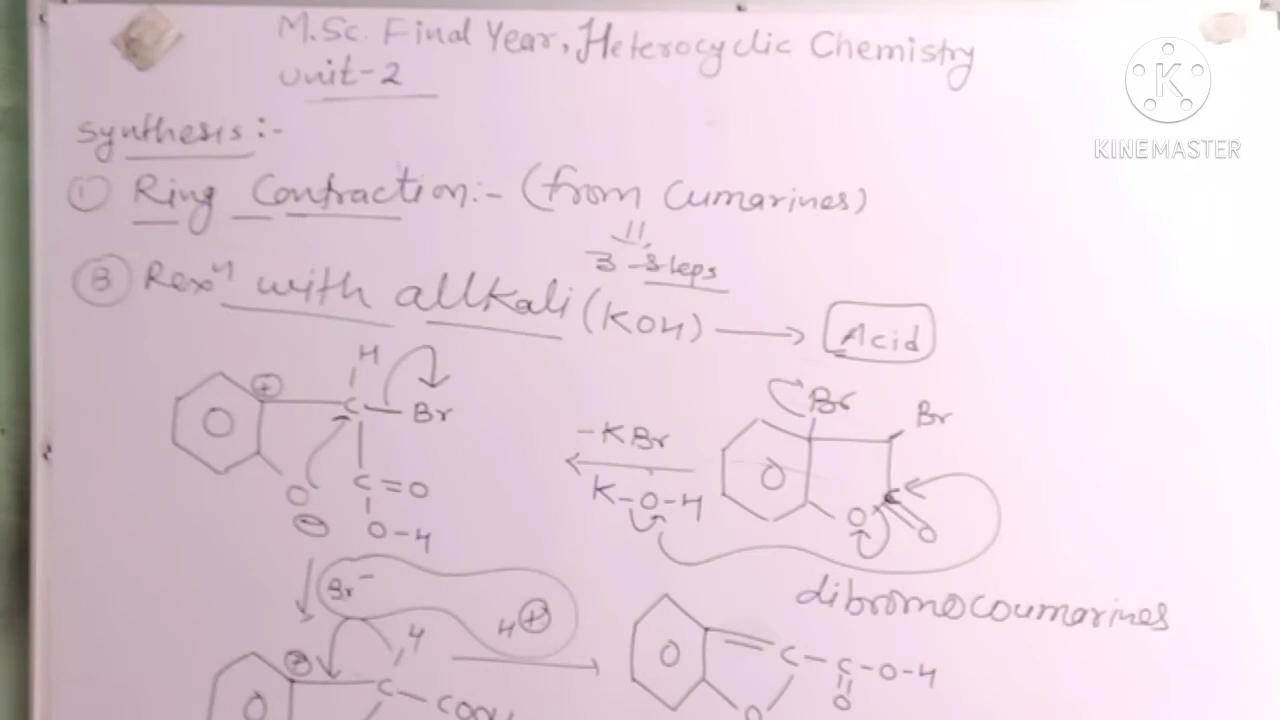 M.Sc. Final Year, Heterocyclic Chemistry
Unit-2
KINEMASTER
Synthesis:-
① Ring Contraction:- (from Cumarines)
3 steps
③ Rexⁿ with allkali (KOH) → Acid
H
C-Br
C=O
O-H
O
⊕
⊖
-KBr
K-O-H
Br
Br
C
O
O
O
dibromocoumarines
Br⁻
H⊕
H
C-COOH
O
C-C-O-H
O
O